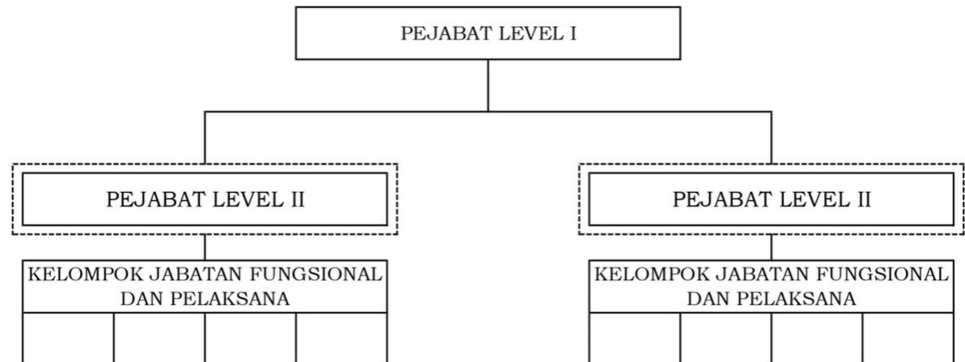 PEJABAT LEVEL I
PEJABAT LEVEL II
PEJABAT LEVEL II
KELOMPOK JABATAN FUNGSIONAL
DAN PELAKSANA
KELOMPOK JABATAN FUNGSIONAL
DAN PELAKSANA